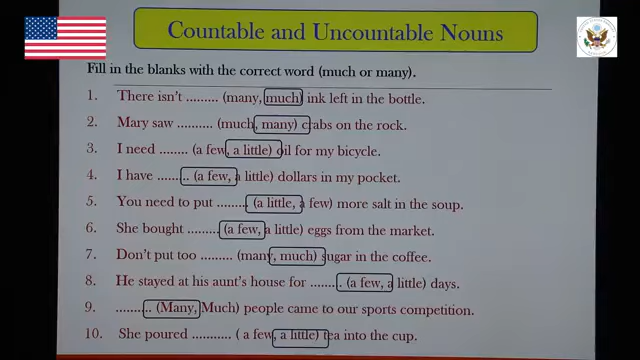 Countable and Uncountable Nouns
Fill in the blanks with the correct word (much or many).
1. There isn't ......... (many, much) ink left in the bottle.
2. Mary saw .......... (much, many) crabs on the rock.
3. I need ........ (a few, a little) oil for my bicycle.
4. I have ........ (a few, a little) dollars in my pocket.
5. You need to put ......... (a little, a few) more salt in the soup.
6. She bought ......... (a few, a little) eggs from the market.
7. Don't put too ......... (many, much) sugar in the coffee.
8. He stayed at his aunt's house for ........ (a few, a little) days.
9. ........... (Many, Much) people came to our sports competition.
10. She poured ........... ( a few, a little) tea into the cup.